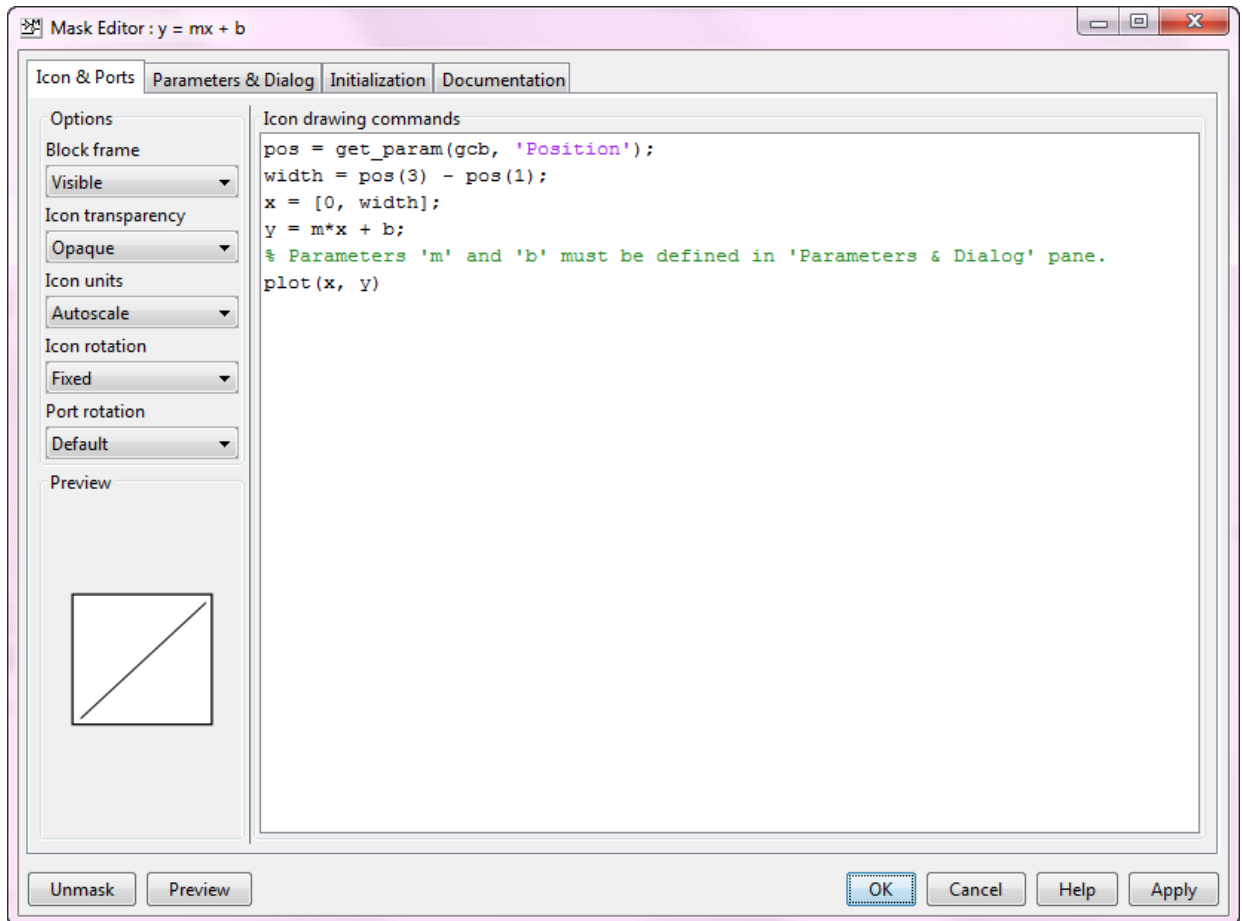 Mask Editor : y = mx + b
Icon & Ports
Parameters & Dialog
Initialization
Documentation
Options
Block frame
Visible
Icon transparency
Opaque
Icon units
Autoscale
Icon rotation
Fixed
Port rotation
Default
Preview
Icon drawing commands
pos = get_param(gcb, 'Position');
width = pos(3) - pos(1);
x = [0, width];
y = m*x + b;
% Parameters 'm' and 'b' must be defined in 'Parameters & Dialog' pane.
plot(x, y)
Unmask
Preview
OK
Cancel
Help
Apply